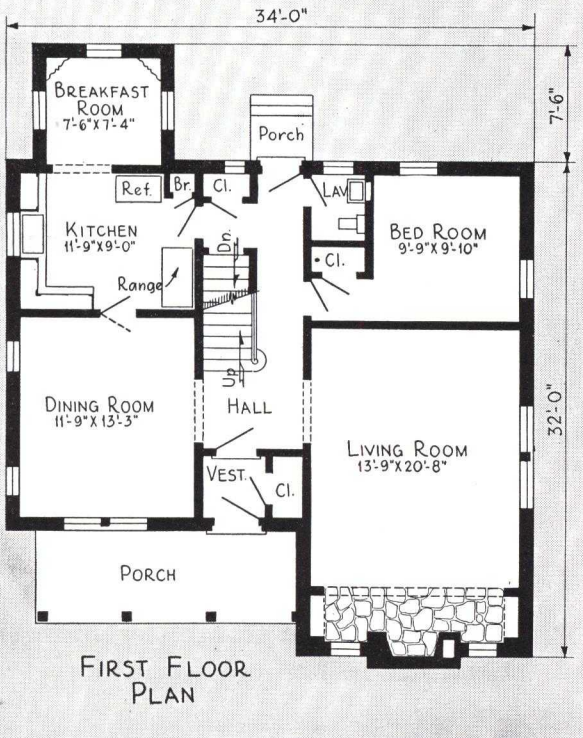 34'-0"
BREAKFAST
ROOM
7'-6"X7'-4"
7'-6"
Porch
Ref.
Br.
Cl.
LAV.
KITCHEN
11'-9"X9'-0"
Dn.
BED ROOM
9'-9"X9'-10"
Cl.
Range
Up
DINING ROOM
11'-9"X13'-3"
HALL
32'-0"
LIVING ROOM
13'-9"X20'-8"
VEST.
Cl.
PORCH
FIRST FLOOR
PLAN